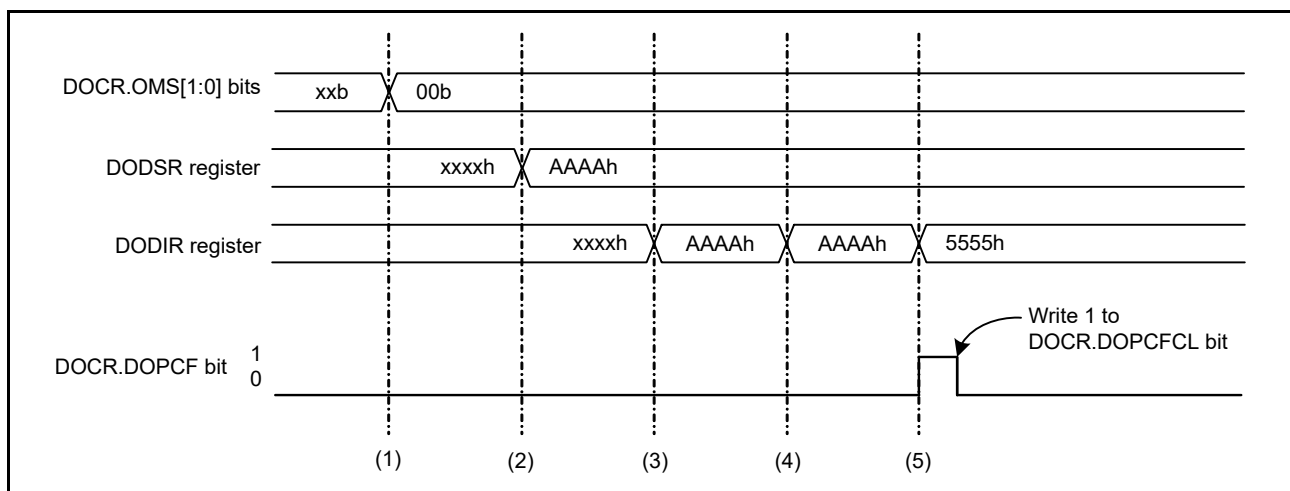 DOCR.OMS[1:0] bits
xxb
00b
DODSR register
xxxxh
AAAAh
DODIR register
xxxxh
AAAAh
AAAAh
5555h
Write 1 to
DOCR.DOPCFCL bit
DOCR.DOPCF bit
1
0
(1)
(2)
(3)
(4)
(5)